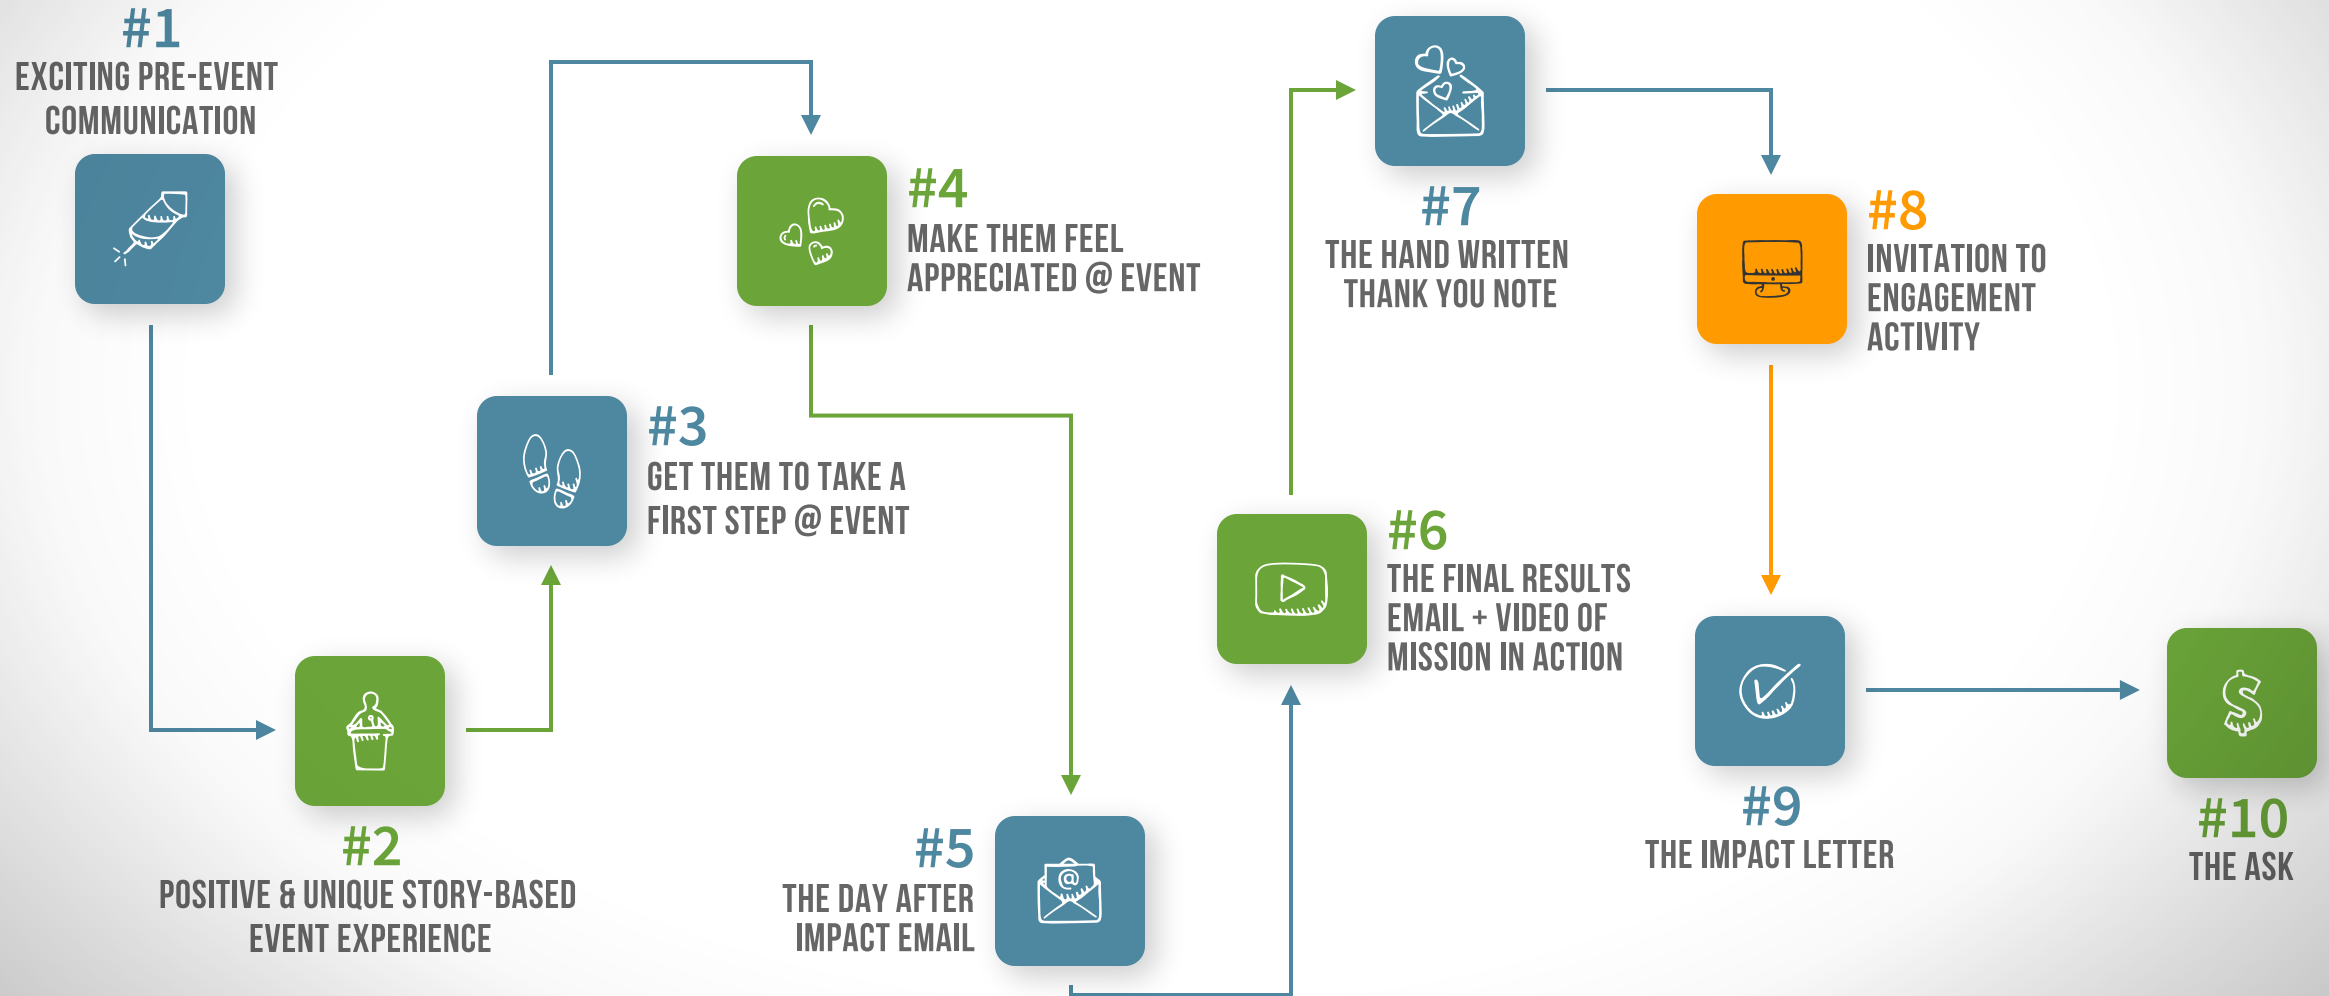 #1
EXCITING PRE-EVENT
COMMUNICATION
#2
POSITIVE & UNIQUE STORY-BASED
EVENT EXPERIENCE
#3
GET THEM TO TAKE A
FIRST STEP @ EVENT
#4
MAKE THEM FEEL
APPRECIATED @ EVENT
#5
THE DAY AFTER
IMPACT EMAIL
@
#6
THE FINAL RESULTS
EMAIL + VIDEO OF
MISSION IN ACTION
#7
THE HAND WRITTEN
THANK YOU NOTE
#8
INVITATION TO
ENGAGEMENT
ACTIVITY
#9
THE IMPACT LETTER
$
#10
THE ASK